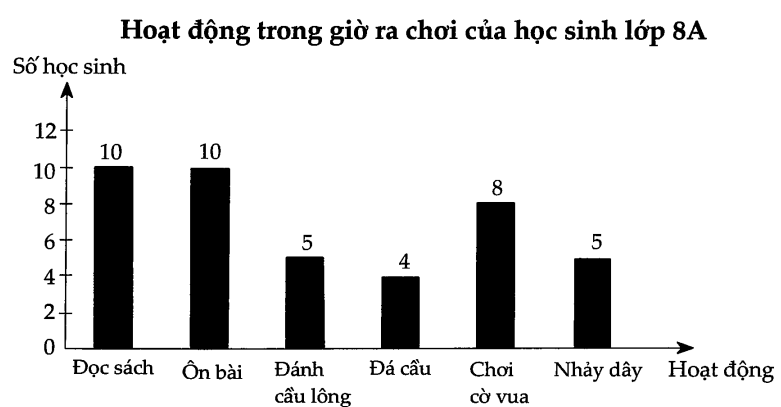 Hoạt động trong giờ ra chơi của học sinh lớp 8A
Số học sinh
12
10
8
6
4
2
0
10
10
5
4
8
5
Đọc sách
Ôn bài
Đánh
cầu lông
Đá cầu
Chơi
cờ vua
Nhảy dây
Hoạt động